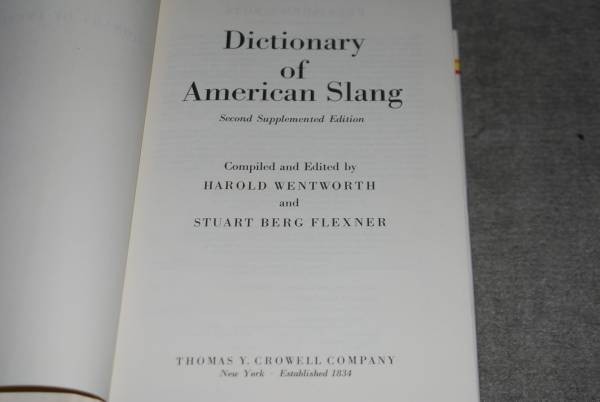 Dictionary
of
American Slang
Second Supplemented Edition
Compiled and Edited by
HAROLD WENTWORTH
and
STUART BERG FLEXNER
THOMAS Y. CROWELL COMPANY
New York · Established 1834